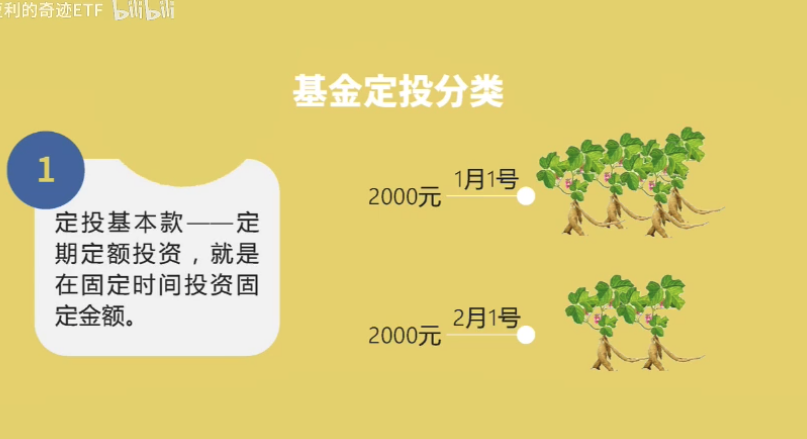 利的奇迹ETF bilibili
基金定投分类
1
定投基本款——定
期定额投资，就是
在固定时间投资固
定金额。
2000元 1月1号
2000元 2月1号